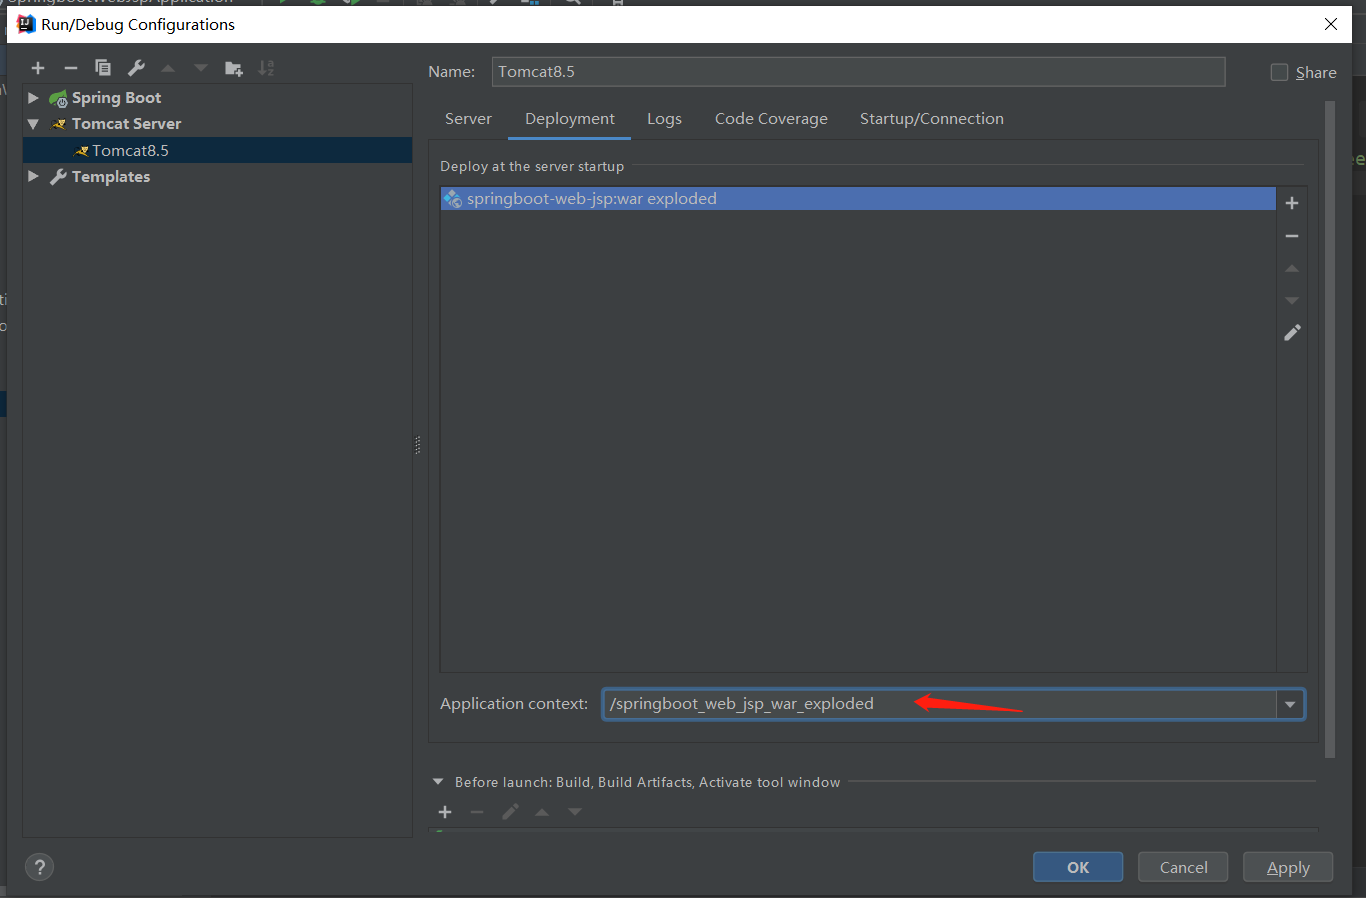 Run/Debug Configurations
Name: Tomcat8.5 Share
Spring Boot
Tomcat Server
Tomcat8.5
Templates
Server Deployment Logs Code Coverage Startup/Connection
Deploy at the server startup
springboot-web-jsp:war exploded
Application context: /springboot_web_jsp_war_exploded
Before launch: Build, Build Artifacts, Activate tool window
? OK Cancel Apply